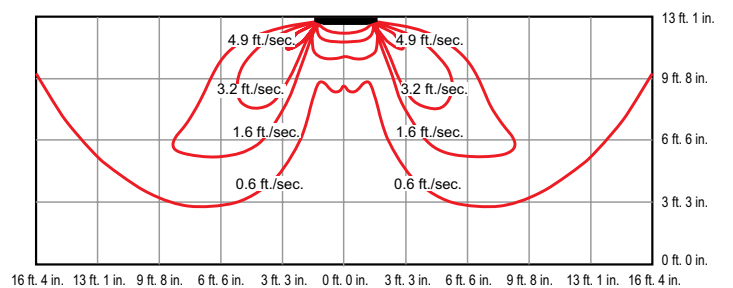 13 ft. 1 in.
4.9 ft./sec. 4.9 ft./sec.
9 ft. 8 in.
3.2 ft./sec. 3.2 ft./sec.
1.6 ft./sec. 1.6 ft./sec.
6 ft. 6 in.
0.6 ft./sec. 0.6 ft./sec.
3 ft. 3 in.
0 ft. 0 in.
16 ft. 4 in. 13 ft. 1 in. 9 ft. 8 in. 6 ft. 6 in. 3 ft. 3 in. 0 ft. 0 in. 3 ft. 3 in. 6 ft. 6 in. 9 ft. 8 in. 13 ft. 1 in. 16 ft. 4 in.